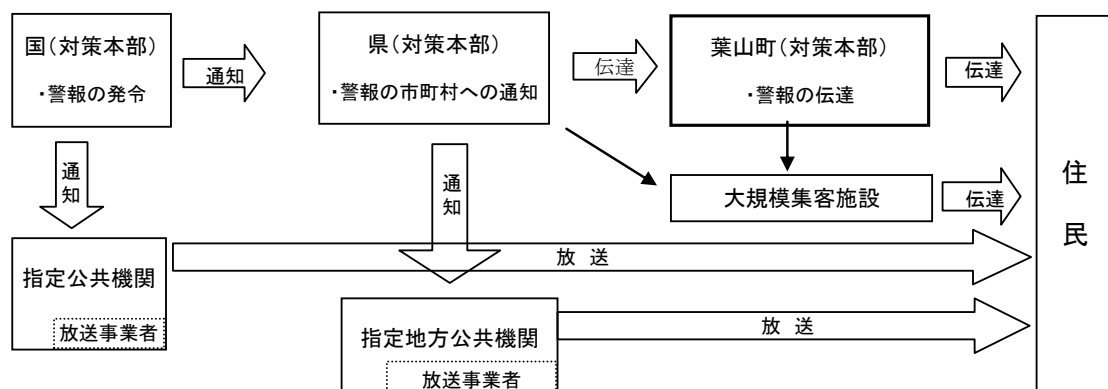 国(対策本部)
・警報の発令
通知
県(対策本部)
・警報の市町村への通知
伝達
葉山町(対策本部)
・警報の伝達
伝達
通
知
通
知
大規模集客施設
伝達
住
民
指定公共機関
放送事業者
放 送
指定地方公共機関
放送事業者
放 送